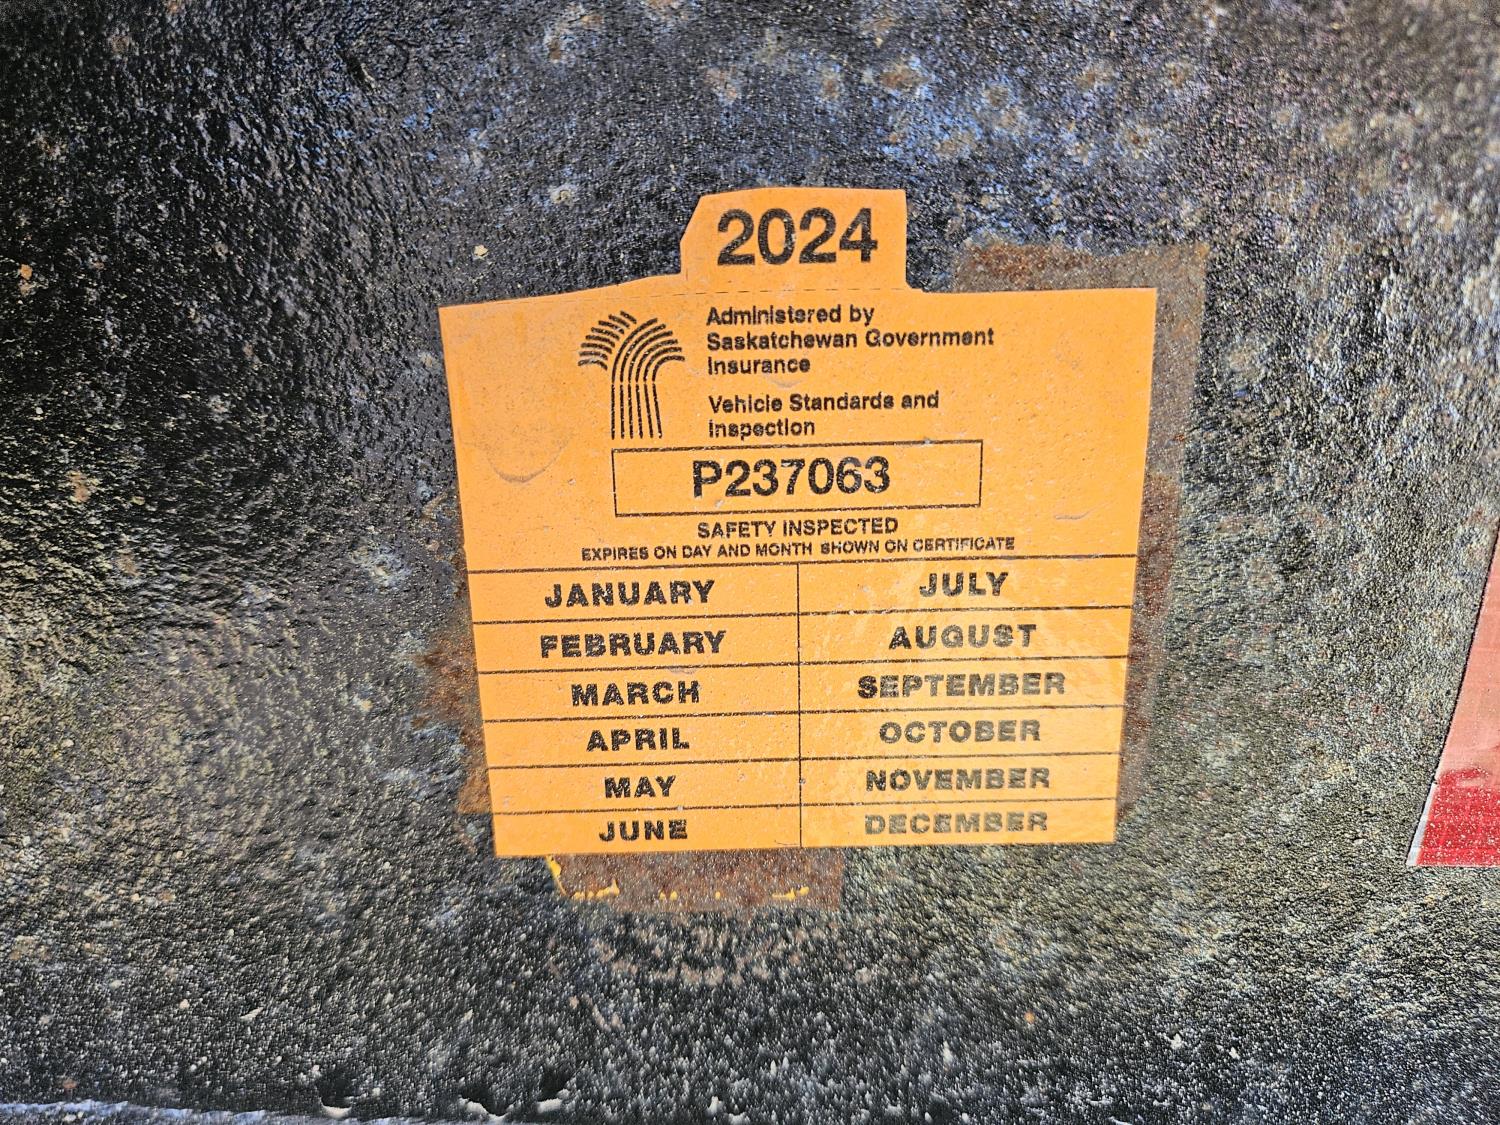 2024
Administered by
Saskatchewan Government
Insurance
Vehicle Standards and
Inspection
P237063
SAFETY INSPECTED
EXPIRES ON DAY AND MONTH SHOWN ON CERTIFICATE
JANUARY JULY
FEBRUARY AUGUST
MARCH SEPTEMBER
APRIL OCTOBER
MAY NOVEMBER
JUNE DECEMBER